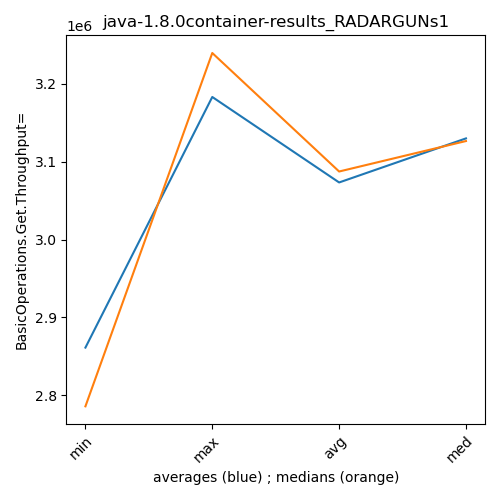 java-1.8.0container-results_RADARGUNs1
1e6
3.2
3.1
3.0
2.9
2.8
BasicOperations.Get.Throughput=
min
max
avg
med
averages (blue) ; medians (orange)